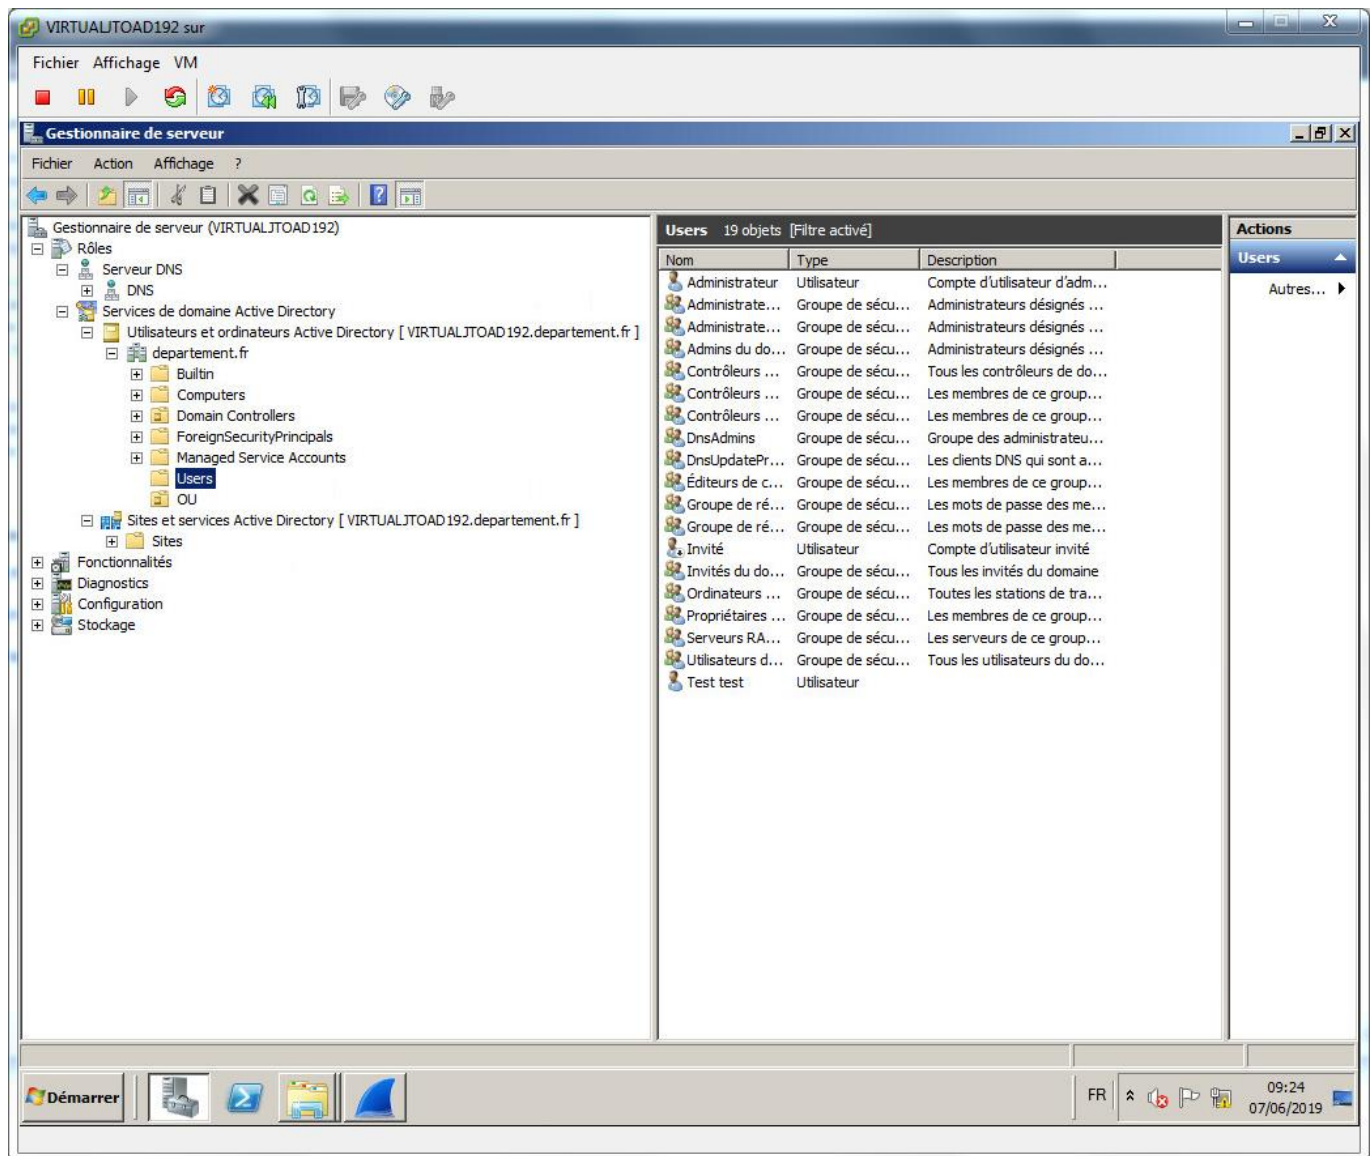 VIRTUALJTOAD192 sur
Fichier Affichage VM
Gestionnaire de serveur
Fichier Action Affichage ?
Gestionnaire de serveur (VIRTUALJTOAD192)
Rôles
Serveur DNS
DNS
Services de domaine Active Directory
Utilisateurs et ordinateurs Active Directory [ VIRTUALJTOAD192.departement.fr ]
departement.fr
Builtin
Computers
Domain Controllers
ForeignSecurityPrincipals
Managed Service Accounts
Users
OU
Sites et services Active Directory [ VIRTUALJTOAD192.departement.fr ]
Sites
Fonctionnalités
Diagnostics
Configuration
Stockage
Users 19 objets [Filtre activé]
Nom Type Description
Administrateur Utilisateur Compte d'utilisateur d'adm...
Administrate... Groupe de sécu... Administrateurs désignés ...
Administrate... Groupe de sécu... Administrateurs désignés ...
Admins du do... Groupe de sécu... Administrateurs désignés ...
Contrôleurs ... Groupe de sécu... Tous les contrôleurs de do...
Contrôleurs ... Groupe de sécu... Les membres de ce group...
Contrôleurs ... Groupe de sécu... Les membres de ce group...
DnsAdmins Groupe de sécu... Groupe des administrateu...
DnsUpdatePr... Groupe de sécu... Les clients DNS qui sont a...
Éditeurs de c... Groupe de sécu... Les membres de ce group...
Groupe de ré... Groupe de sécu... Les mots de passe des me...
Groupe de ré... Groupe de sécu... Les mots de passe des me...
Invité Utilisateur Compte d'utilisateur invité
Invités du do... Groupe de sécu... Tous les invités du domaine
Ordinateurs ... Groupe de sécu... Toutes les stations de tra...
Propriétaires ... Groupe de sécu... Les membres de ce group...
Serveurs RA... Groupe de sécu... Les serveurs de ce group...
Utilisateurs d... Groupe de sécu... Tous les utilisateurs du do...
Test test Utilisateur
Actions
Users
Autres...
Démarrer
FR
09:24
07/06/2019